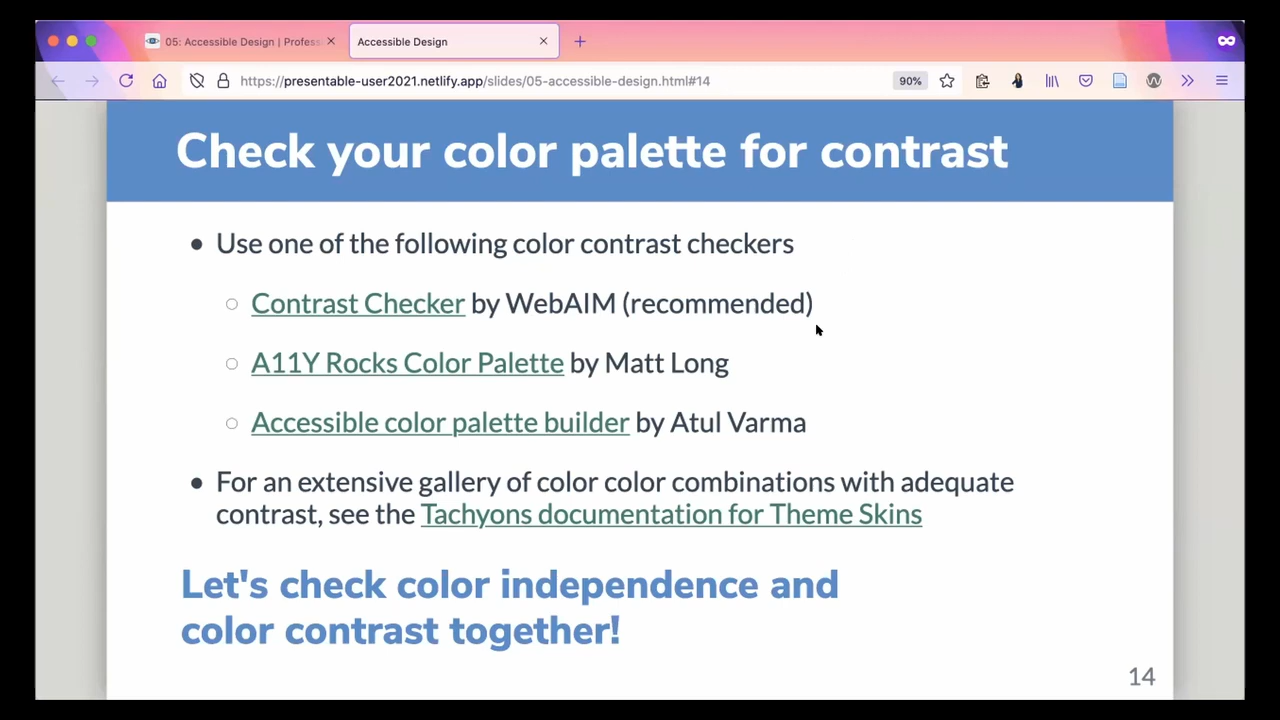 05: Accessible Design | Profess
Accessible Design
https://presentable-user2021.netlify.app/slides/05-accessible-design.html#14
90%
Check your color palette for contrast
Use one of the following color contrast checkers
Contrast Checker by WebAIM (recommended)
A11Y Rocks Color Palette by Matt Long
Accessible color palette builder by Atul Varma
For an extensive gallery of color color combinations with adequate
contrast, see the Tachyons documentation for Theme Skins
Let's check color independence and
color contrast together!
14